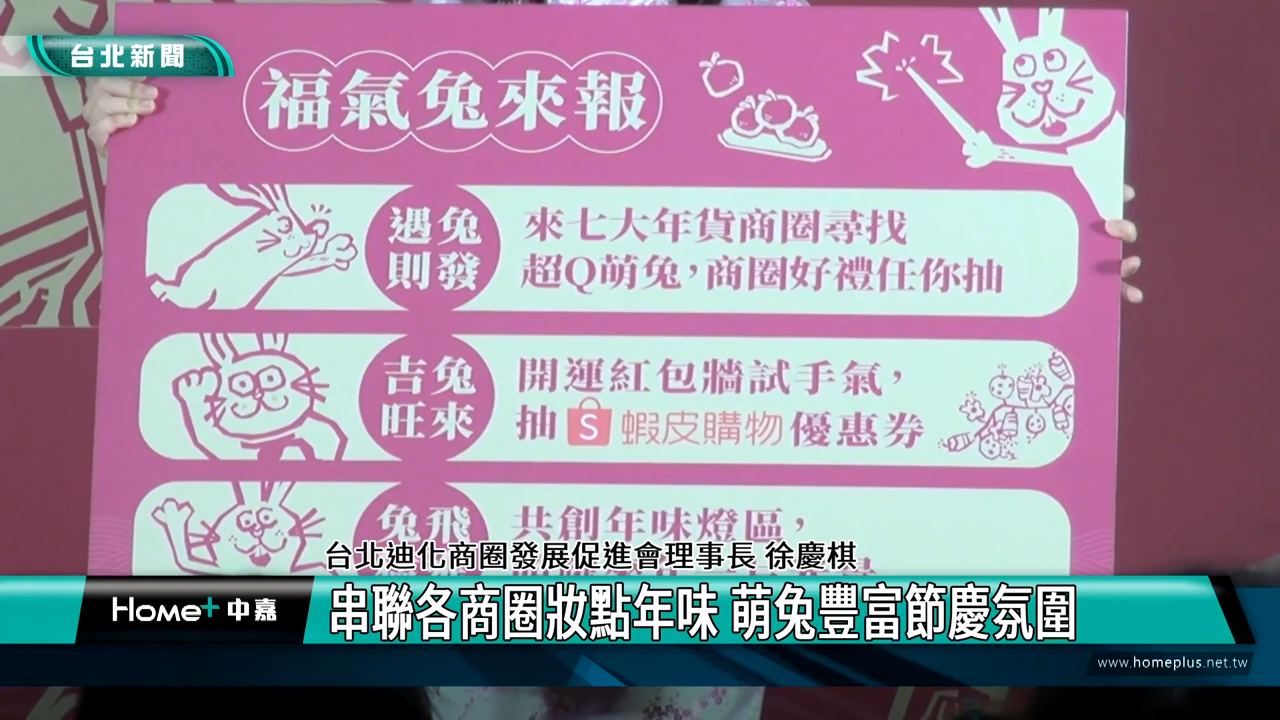 台北新聞
福氣兔來報
遇兔則發
來七大年貨商圈尋找
超Q萌兔，商圈好禮任你抽
吉兔旺來
開運紅包牆試手氣，
抽 S 蝦皮購物 優惠券
兔飛
共創年味燈區，
台北迪化商圈發展促進會理事長 徐慶棋
Home+ 中嘉
串聯各商圈妝點年味 萌兔豐富節慶氛圍
www.homeplus.net.tw